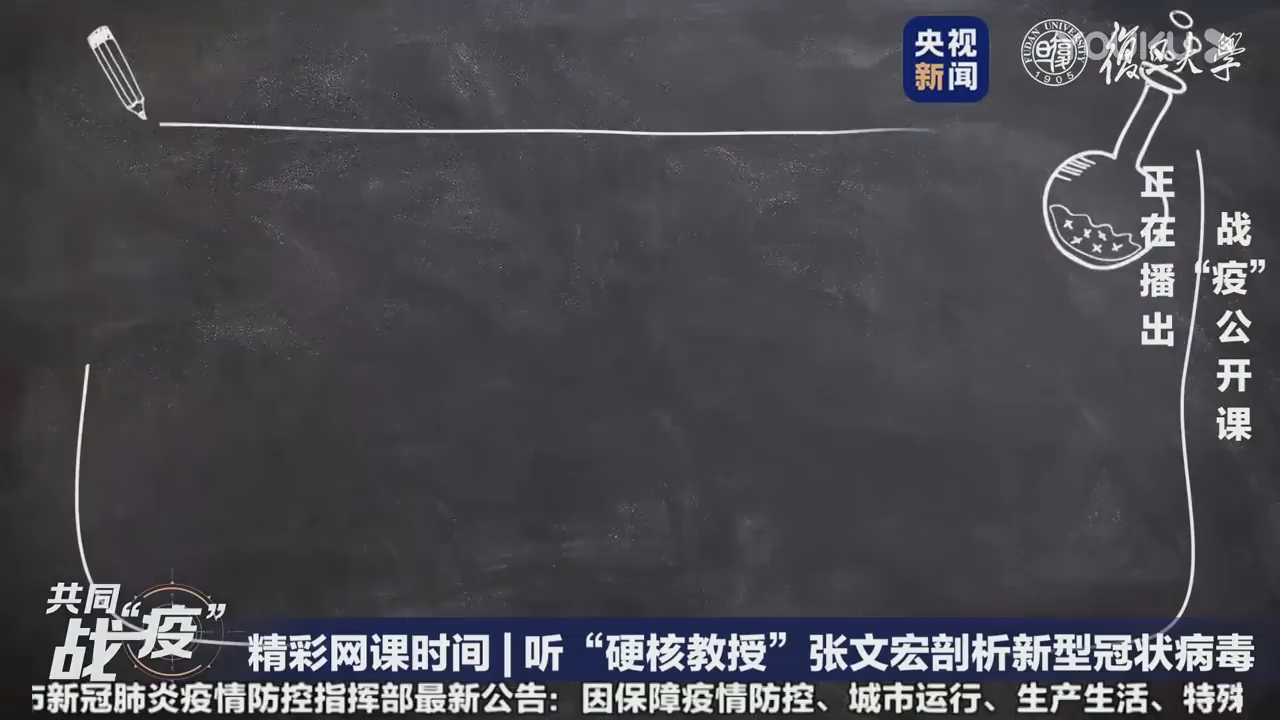 央视
新闻
FUDAN UNIVERSITY
1905
復旦大學
正在播出
战“疫”公开课
共同
战“疫”
精彩网课时间|听“硬核教授”张文宏剖析新型冠状病毒
新冠肺炎疫情防控指挥部最新公告：因保障疫情防控、城市运行、生产生活、特殊